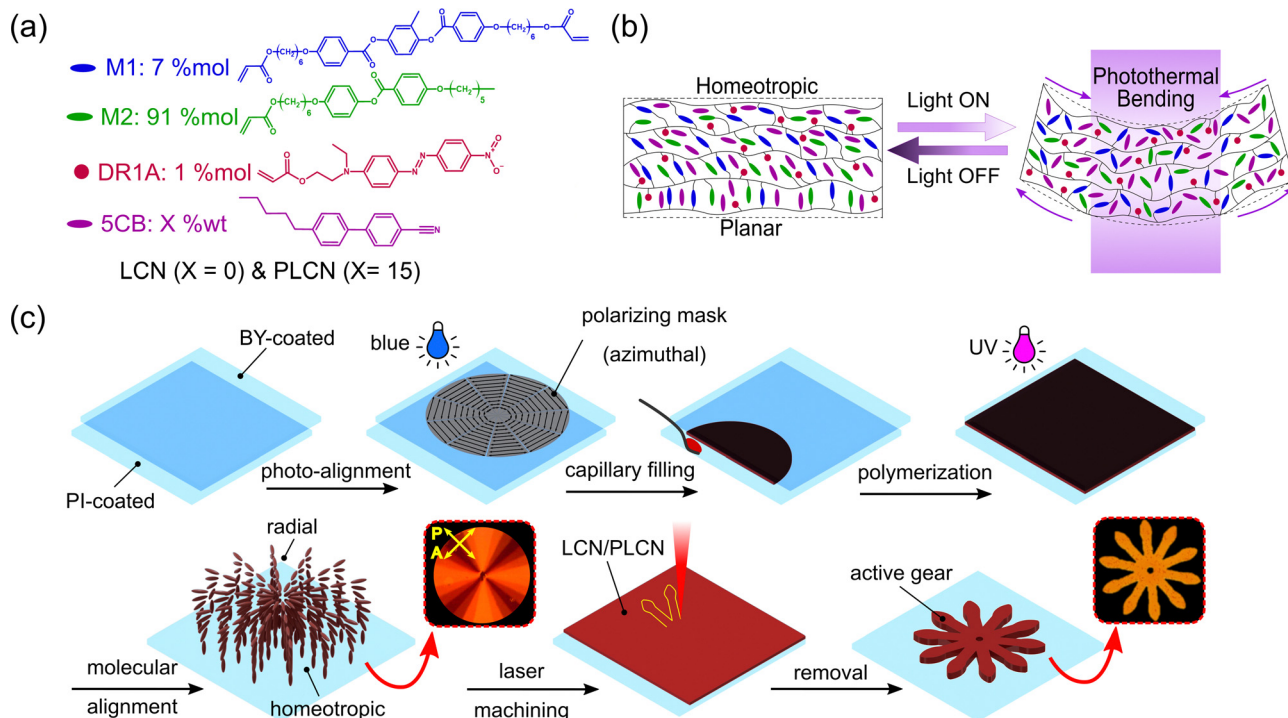 (a)
M1: 7 %mol
M2: 91 %mol
DR1A: 1 %mol
5CB: X %wt
LCN (X = 0) & PLCN (X= 15)
(b)
Homeotropic
Planar
Light ON
Light OFF
Photothermal
Bending
(c)
BY-coated
PI-coated
photo-alignment
blue
polarizing mask
(azimuthal)
capillary filling
polymerization
UV
molecular
alignment
radial
homeotropic
P
A
laser
machining
LCN/PLCN
removal
active gear